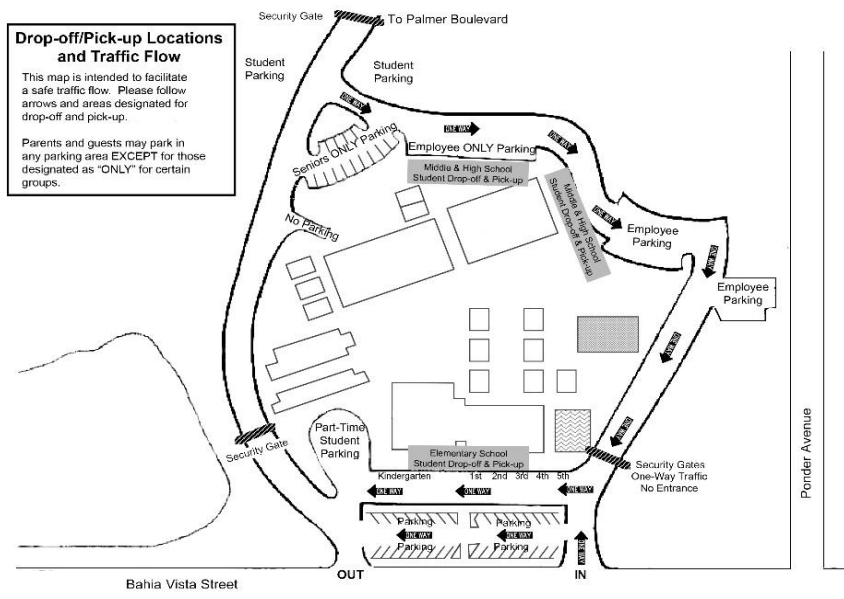 Security Gate
To Palmer Boulevard
Drop-off/Pick-up Locations
and Traffic Flow
This map is intended to facilitate
a safe traffic flow.  Please follow
arrows and areas designated for
drop-off and pick-up.
Parents and guests may park in
any parking area EXCEPT for those
designated as “ONLY” for certain
groups.
Student
Parking
Student
Parking
ONE WAY
ONE WAY
ONE WAY
Seniors ONLY Parking
Employee ONLY Parking
Middle & High School
Student Drop-off & Pick-up
Middle & High School
Student Drop-off & Pick-up
ONE WAY
No Parking
Employee
Parking
ONE WAY
Employee
Parking
ONE WAY
ONE WAY
Ponder Avenue
Part-Time
Student
Parking
Security Gate
Elementary School
Student Drop-off & Pick-up
Security Gates
One-Way Traffic
No Entrance
Kindergarten
1st
2nd
3rd
4th
5th
ONE WAY
ONE WAY
ONE WAY
Parking
Parking
ONE WAY
ONE WAY
ONE WAY
Parking
Parking
Bahia Vista Street
OUT
IN